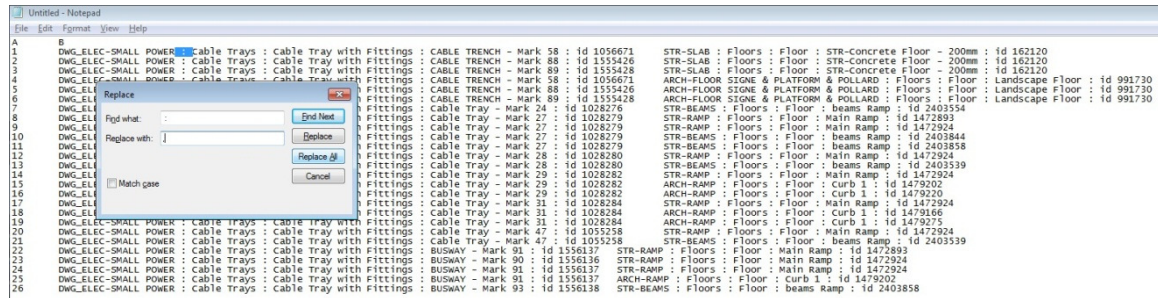 Untitled - Notepad
File Edit Format View Help
A B
1 DWG_ELEC-SMALL POWER : Cable Trays : Cable Tray with Fittings : CABLE TRENCH - Mark 58 : id 1056671 STR-SLAB : Floors : Floor : STR-Concrete Floor - 200mm : id 162120
2 DWG_ELEC-SMALL POWER : Cable Trays : Cable Tray with Fittings : CABLE TRENCH - Mark 88 : id 1555426 STR-SLAB : Floors : Floor : STR-Concrete Floor - 200mm : id 162120
3 DWG_ELEC-SMALL POWER : Cable Trays : Cable Tray with Fittings : CABLE TRENCH - Mark 89 : id 1555428 STR-SLAB : Floors : Floor : STR-Concrete Floor - 200mm : id 162120
4 DWG_ELEC-SMALL POWER : Cable Trays : Cable Tray with Fittings : CABLE TRENCH - Mark 58 : id 1056671 ARCH-FLOOR SIGNE & PLATFORM & POLLARD : Floors : Floor : Landscape Floor : id 991730
5 DWG_ELE h Fittings : CABLE TRENCH - Mark 88 : id 1555426 ARCH-FLOOR SIGNE & PLATFORM & POLLARD : Floors : Floor : Landscape Floor : id 991730
6 DWG_ELE h Fittings : CABLE TRENCH - Mark 89 : id 1555428 ARCH-FLOOR SIGNE & PLATFORM & POLLARD : Floors : Floor : Landscape Floor : id 991730
7 DWG_ELE h Fittings : Cable Tray - Mark 24 : id 1028276 STR-BEAMS : Floors : Floor : beams Ramp : id 2403554
8 DWG_ELE h Fittings : Cable Tray - Mark 27 : id 1028279 STR-RAMP : Floors : Floor : Main Ramp : id 1472893
9 DWG_ELE h Fittings : Cable Tray - Mark 27 : id 1028279 STR-RAMP : Floors : Floor : Main Ramp : id 1472924
10 DWG_ELE h Fittings : Cable Tray - Mark 27 : id 1028279 STR-BEAMS : Floors : Floor : beams Ramp : id 2403844
11 DWG_ELE h Fittings : Cable Tray - Mark 27 : id 1028279 STR-BEAMS : Floors : Floor : beams Ramp : id 2403858
12 DWG_ELE h Fittings : Cable Tray - Mark 28 : id 1028280 STR-RAMP : Floors : Floor : Main Ramp : id 1472924
13 DWG_ELE h Fittings : Cable Tray - Mark 28 : id 1028280 STR-BEAMS : Floors : Floor : beams Ramp : id 2403539
14 DWG_ELE h Fittings : Cable Tray - Mark 29 : id 1028282 STR-RAMP : Floors : Floor : Main Ramp : id 1472924
15 DWG_ELE h Fittings : Cable Tray - Mark 29 : id 1028282 ARCH-RAMP : Floors : Floor : Curb 1 : id 1479202
16 DWG_ELE h Fittings : Cable Tray - Mark 29 : id 1028282 ARCH-RAMP : Floors : Floor : Curb 1 : id 1479220
17 DWG_ELE h Fittings : Cable Tray - Mark 31 : id 1028284 STR-RAMP : Floors : Floor : Main Ramp : id 1472924
18 DWG_ELE h Fittings : Cable Tray - Mark 31 : id 1028284 ARCH-RAMP : Floors : Floor : Curb 1 : id 1479166
19 DWG_ELEC-SMALL POWER : Cable Trays : Cable Tray with Fittings : Cable Tray - Mark 31 : id 1028284 ARCH-RAMP : Floors : Floor : Curb 1 : id 1479275
20 DWG_ELEC-SMALL POWER : Cable Trays : Cable Tray with Fittings : Cable Tray - Mark 47 : id 1055258 STR-RAMP : Floors : Floor : Main Ramp : id 1472924
21 DWG_ELEC-SMALL POWER : Cable Trays : Cable Tray with Fittings : Cable Tray - Mark 47 : id 1055258 STR-BEAMS : Floors : Floor : beams Ramp : id 2403539
22 DWG_ELEC-SMALL POWER : Cable Trays : Cable Tray with Fittings : BUSWAY - Mark 91 : id 1556137 STR-RAMP : Floors : Floor : Main Ramp : id 1472893
23 DWG_ELEC-SMALL POWER : Cable Trays : Cable Tray with Fittings : BUSWAY - Mark 90 : id 1556136 STR-RAMP : Floors : Floor : Main Ramp : id 1472924
24 DWG_ELEC-SMALL POWER : Cable Trays : Cable Tray with Fittings : BUSWAY - Mark 91 : id 1556137 STR-RAMP : Floors : Floor : Main Ramp : id 1472924
25 DWG_ELEC-SMALL POWER : Cable Trays : Cable Tray with Fittings : BUSWAY - Mark 91 : id 1556137 ARCH-RAMP : Floors : Floor : Curb 1 : id 1479202
26 DWG_ELEC-SMALL POWER : Cable Trays : Cable Tray with Fittings : BUSWAY - Mark 93 : id 1556138 STR-BEAMS : Floors : Floor : beams Ramp : id 2403858
Replace
Find what: : Find Next
Replace with: , Replace
Replace All
Match case Cancel